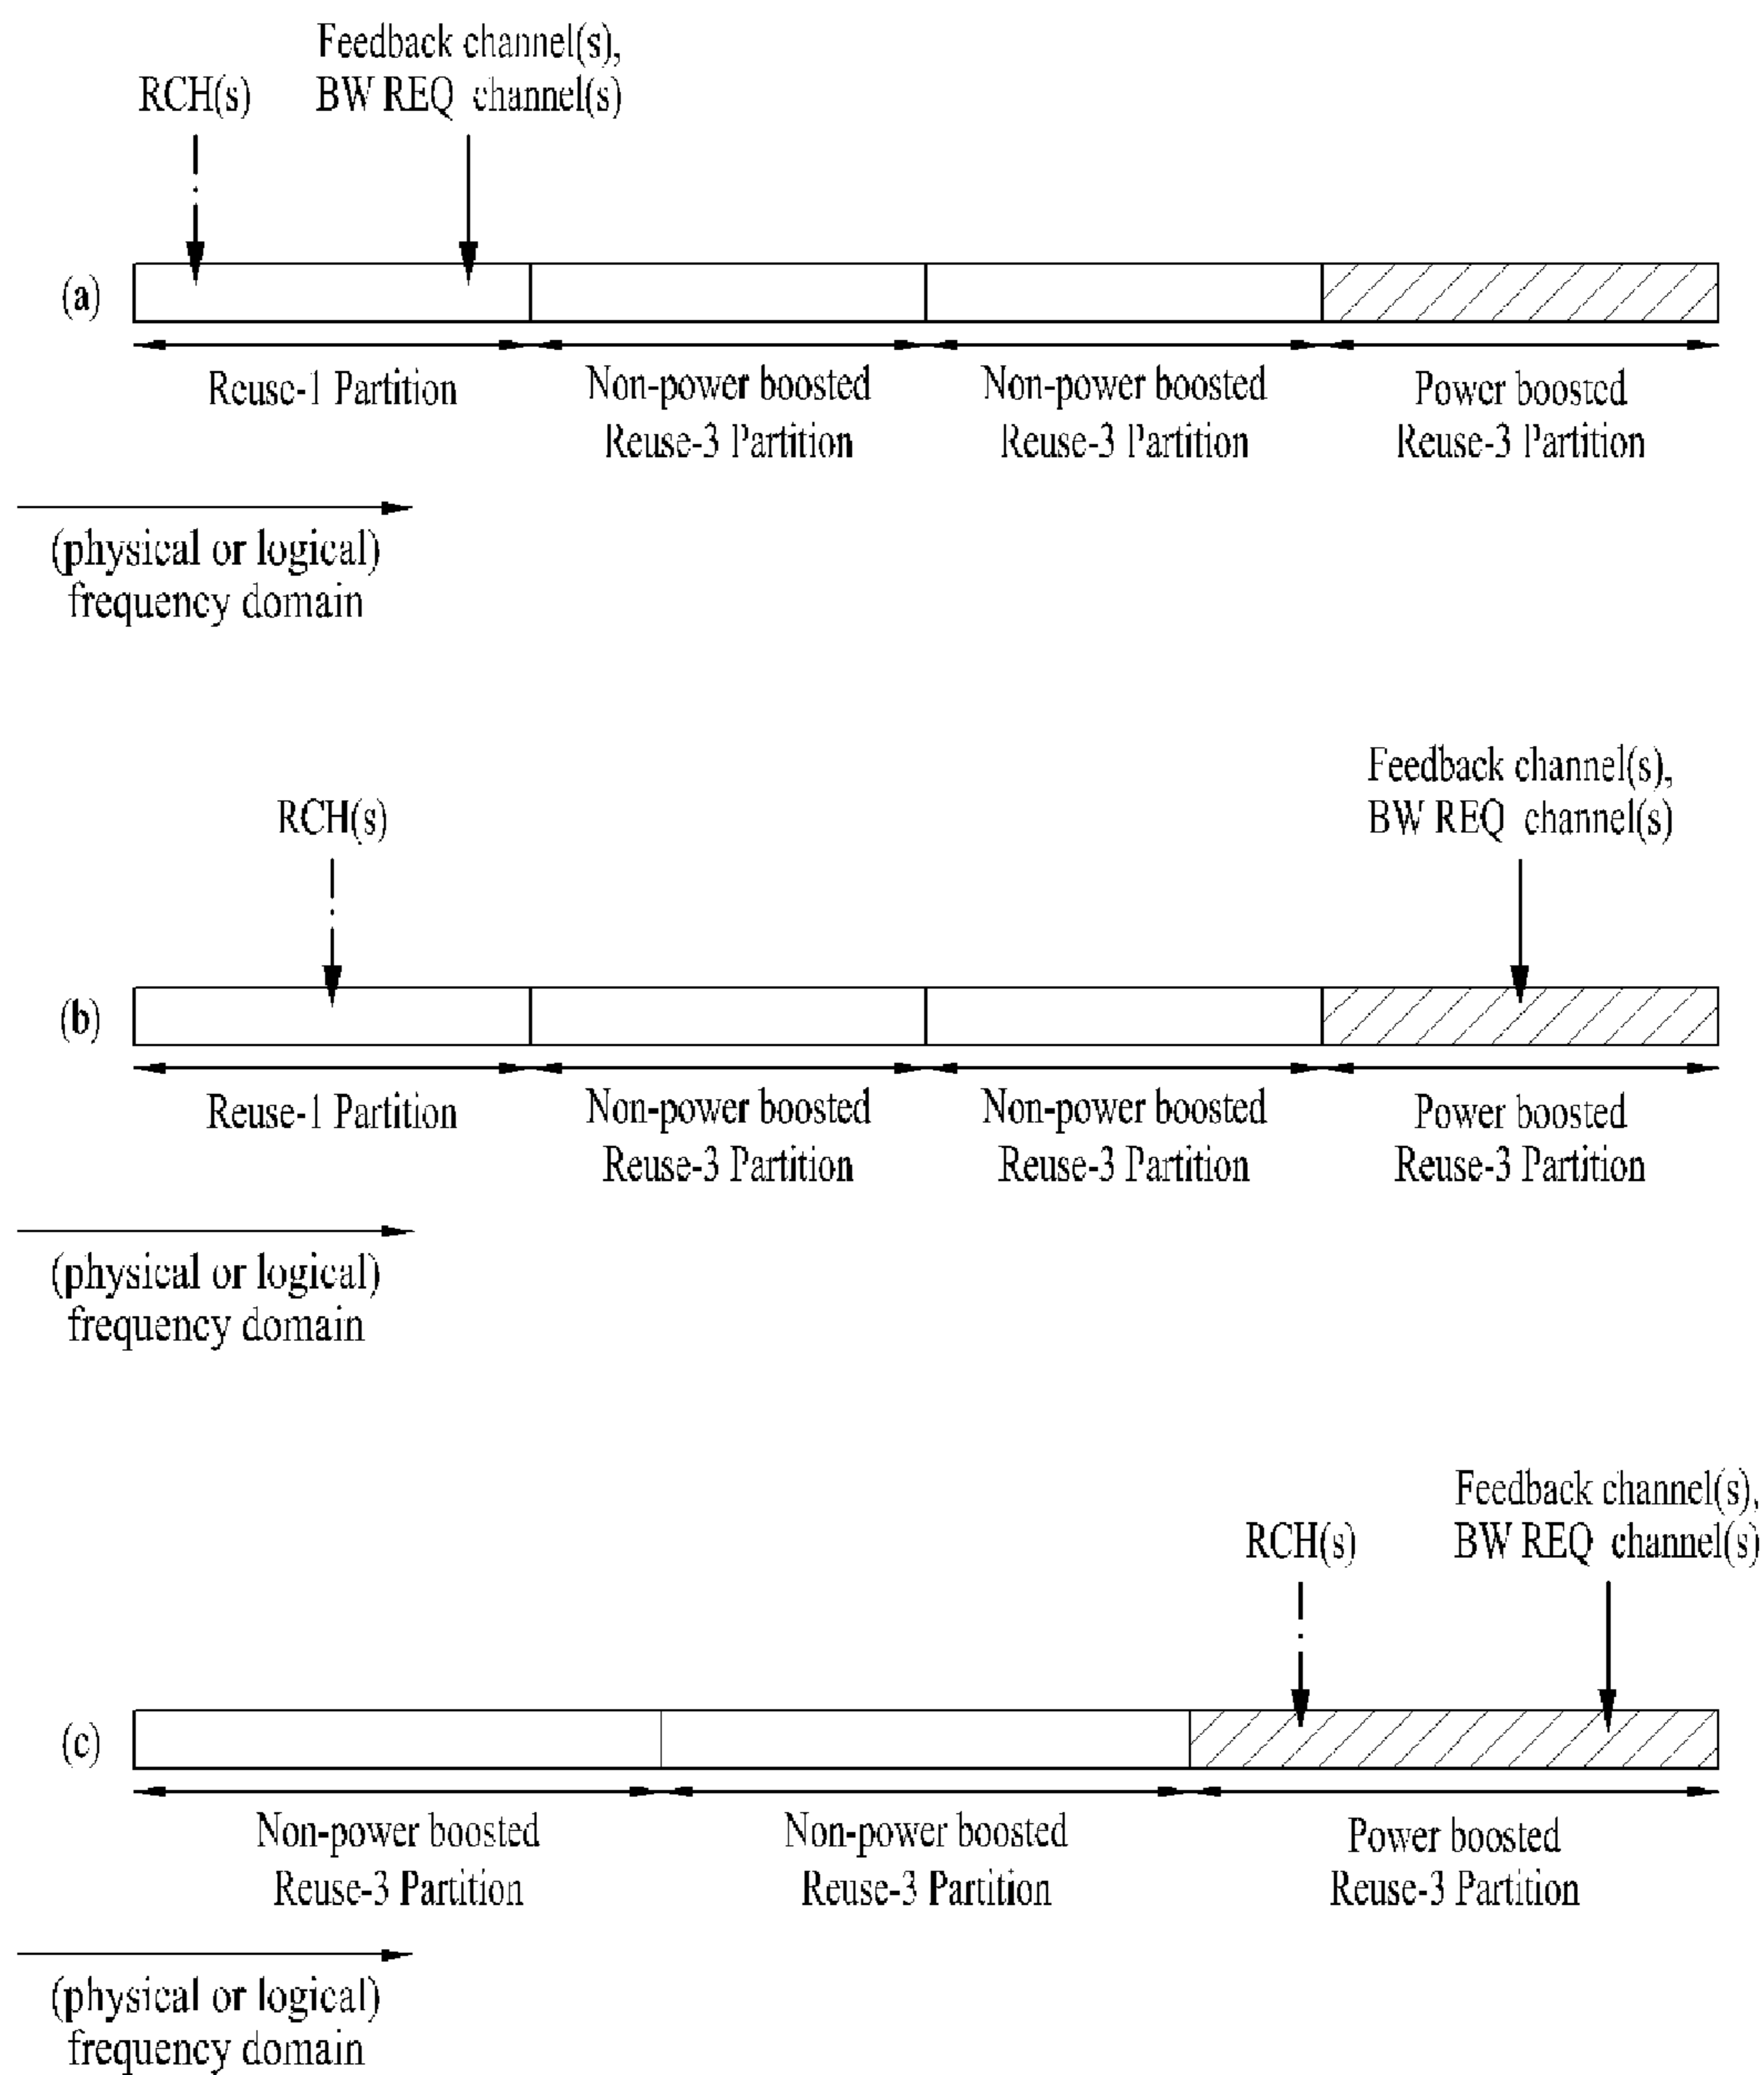 Feedback channel(s),
RCH(s) BW REQ channel(s)
(a)
Reuse-1 Partition
Non-power boosted
Reuse-3 Partition
Non-power boosted
Reuse-3 Partition
Power boosted
Reuse-3 Partition
(physical or logical)
frequency domain
Feedback channel(s),
RCH(s) BW REQ channel(s)
(b)
Reuse-1 Partition
Non-power boosted
Reuse-3 Partition
Non-power boosted
Reuse-3 Partition
Power boosted
Reuse-3 Partition
(physical or logical)
frequency domain
Feedback channel(s),
RCH(s) BW REQ channel(s)
(c)
Non-power boosted
Reuse-3 Partition
Non-power boosted
Reuse-3 Partition
Power boosted
Reuse-3 Partition
(physical or logical)
frequency domain